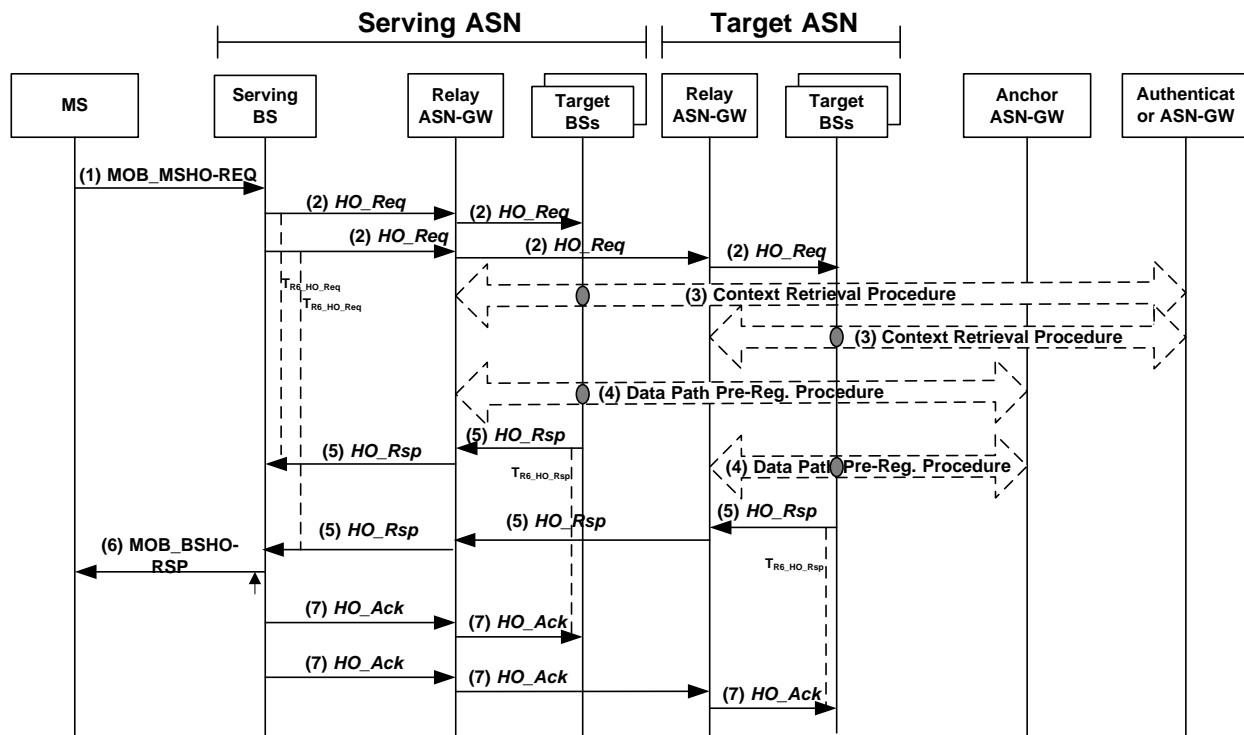 Serving ASN
Target ASN
MS
Serving
BS
Relay
ASN-GW
Target
BSs
Relay
ASN-GW
Target
BSs
Anchor
ASN-GW
Authenticat
or ASN-GW
(1) MOB_MSHO-REQ
(2) HO_Req
(2) HO_Req
(2) HO_Req
(2) HO_Req
(2) HO_Req
TR6_HO_Req
TR6_HO_Req
(3) Context Retrieval Procedure
(3) Context Retrieval Procedure
(4) Data Path Pre-Reg. Procedure
(5) HO_Rsp
(5) HO_Rsp
TR6_HO_Rsp
(4) Data Path Pre-Reg. Procedure
(5) HO_Rsp
(5) HO_Rsp
(5) HO_Rsp
(6) MOB_BSHO-
RSP
TR6_HO_Rsp
(7) HO_Ack
(7) HO_Ack
(7) HO_Ack
(7) HO_Ack
(7) HO_Ack